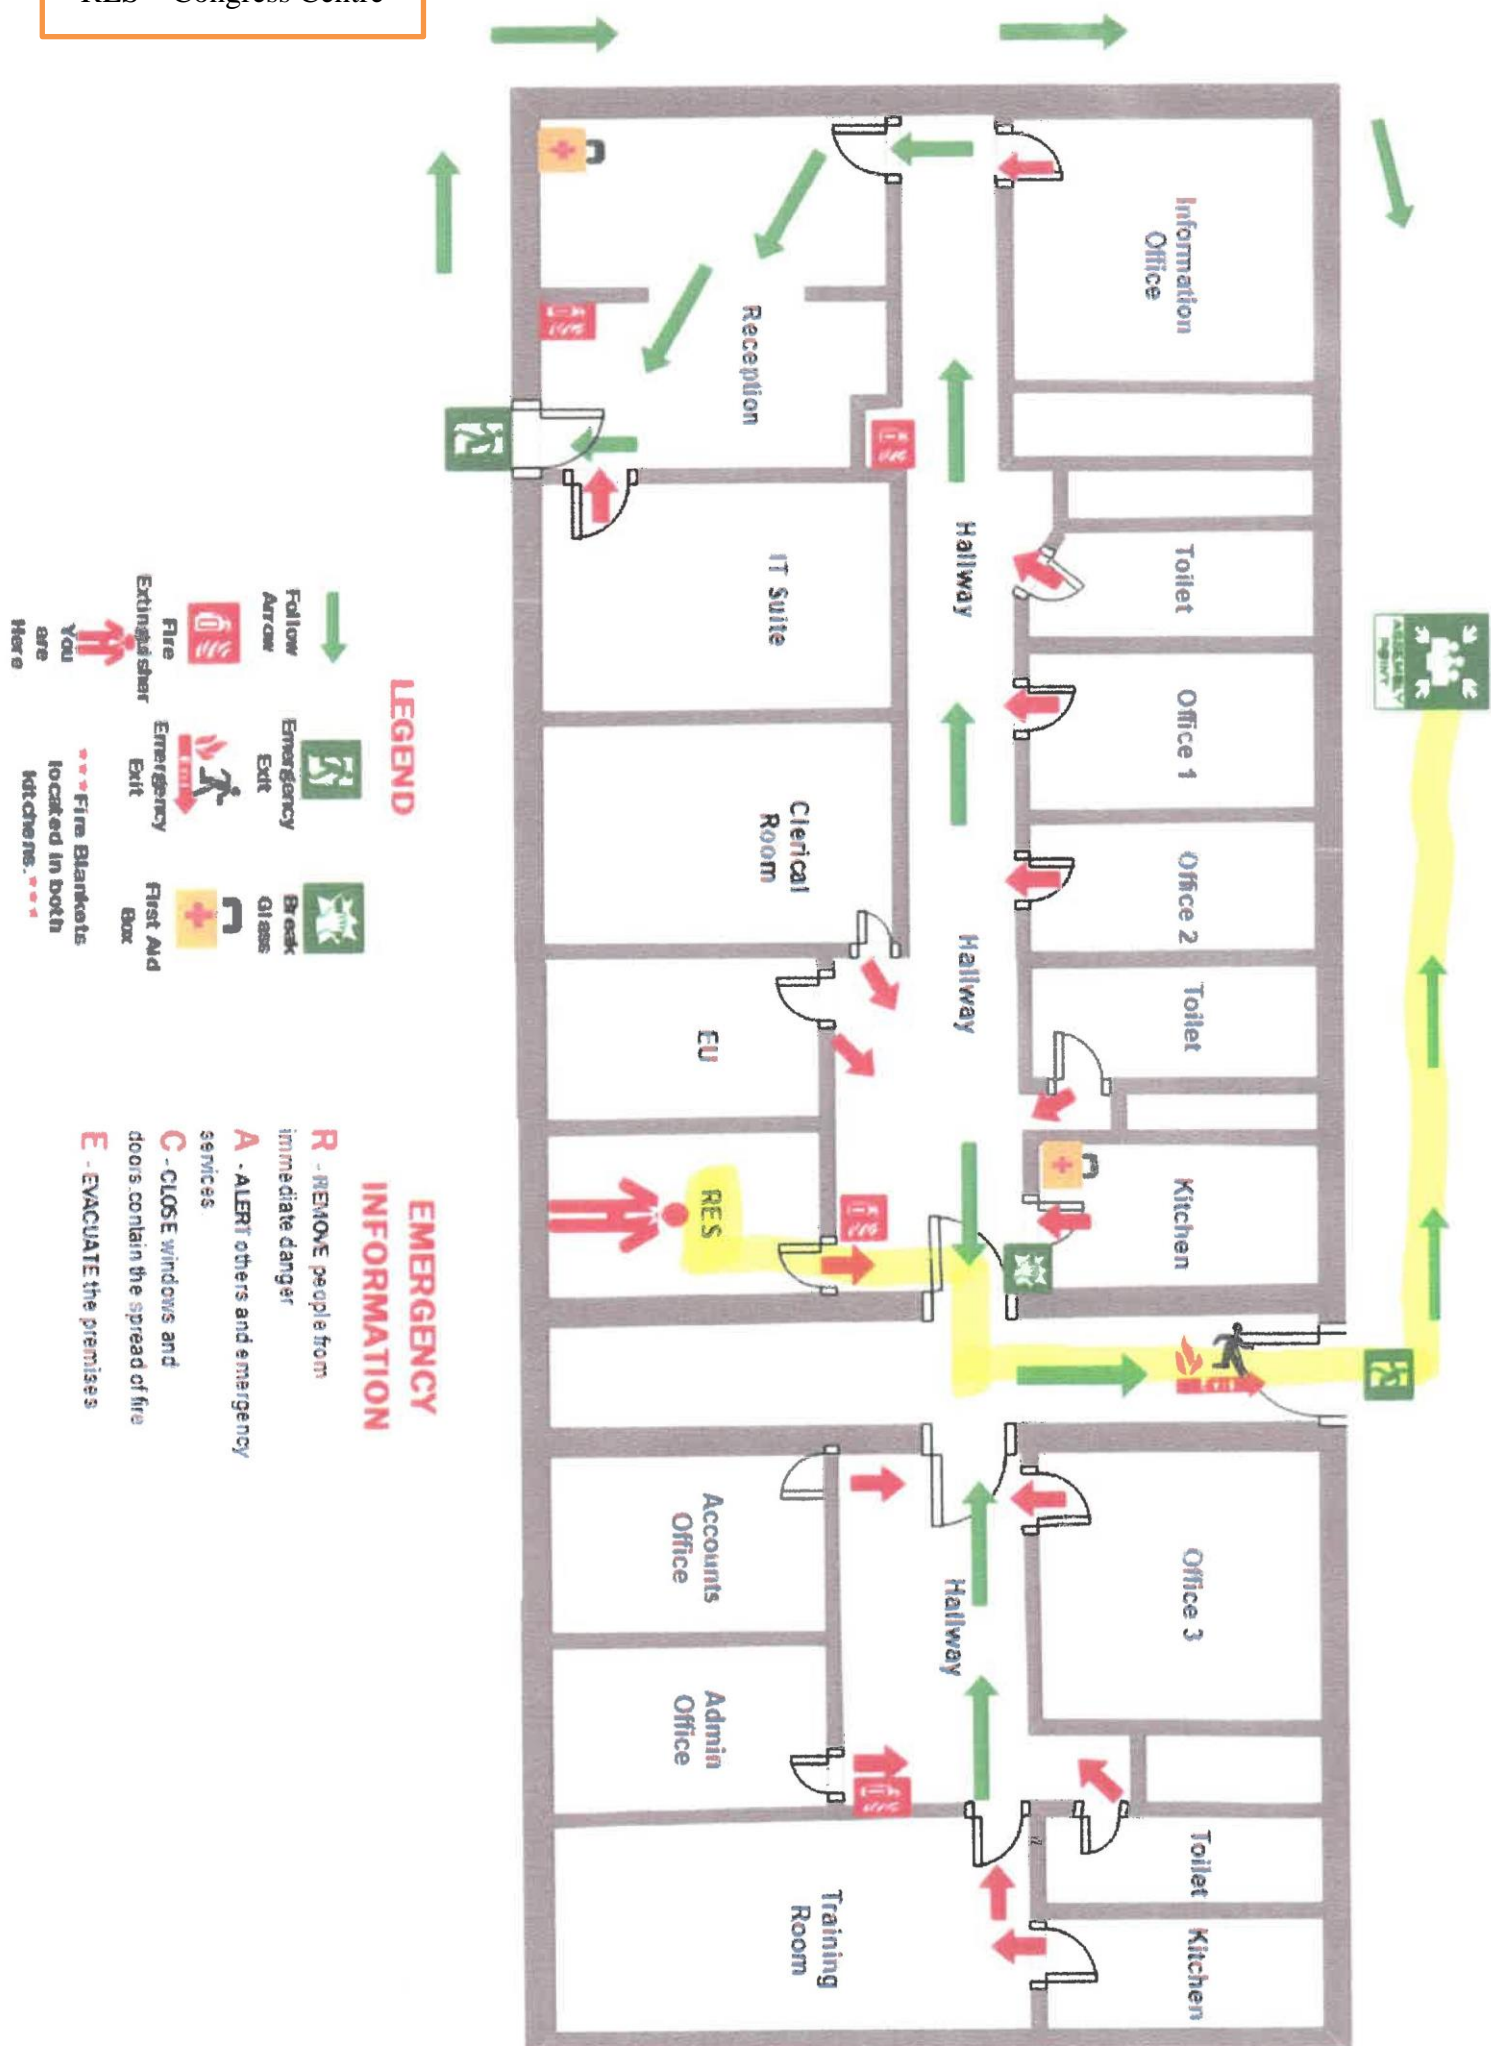 RES – Congress Centre
Information
Office
Reception
Hallway
Toilet
IT Suite
Office 1
Clerical
Room
Office 2
Hallway
Toilet
EU
Kitchen
RES
ASSEMBLY
POINT
Accounts
Office
Hallway
Office 3
Admin
Office
Toilet
Training
Room
Kitchen
LEGEND
Follow
Arrow
Emergency
Exit
Break
Glass
Fire
Extinguisher
Emergency
Exit
First Aid
Box
You
are
Here
***Fire Blankets
located in both
kitchens.***
EMERGENCY
INFORMATION
R - REMOVE people from
immediate danger
A - ALERT others and emergency
services
C - CLOSE windows and
doors.contain the spread of fire
E - EVACUATE the premises